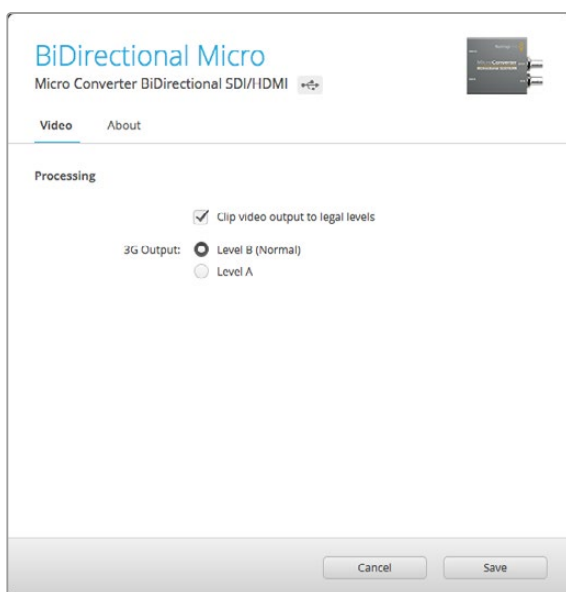 BiDirectional Micro
Micro Converter BiDirectional SDI/HDMI
Video About
Processing
Clip video output to legal levels
3G Output: Level B (Normal)
Level A
Cancel Save